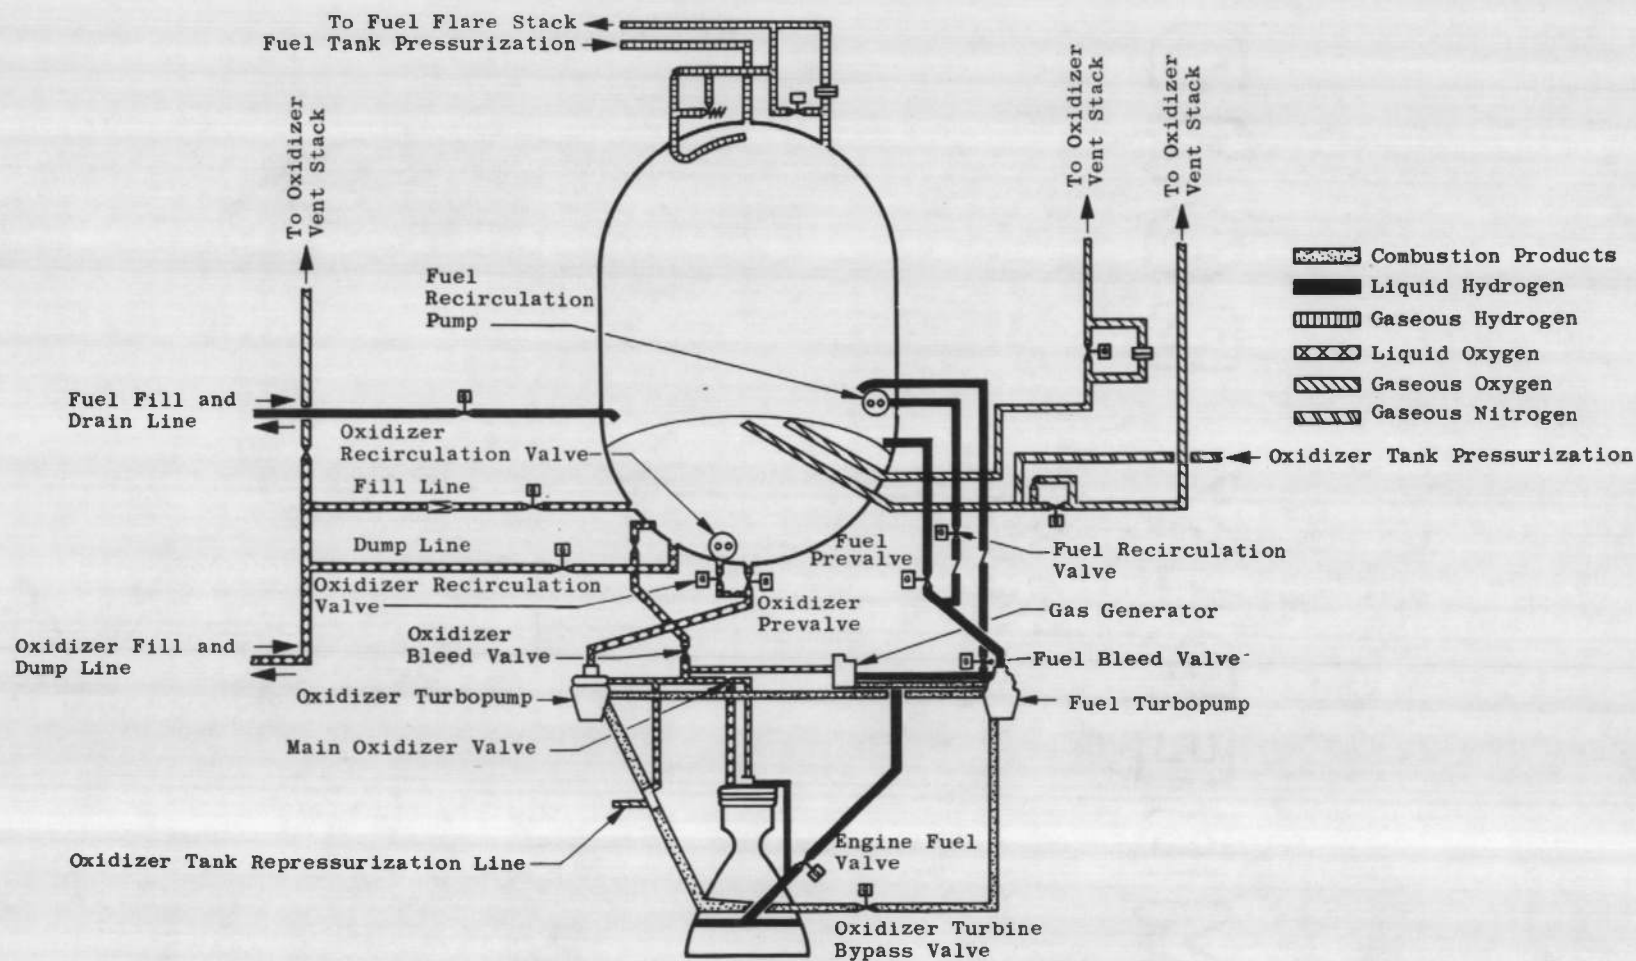 To Fuel Flare Stack
Fuel Tank Pressurization
To Oxidizer
Vent Stack
To Oxidizer
Vent Stack
To Oxidizer
Vent Stack
Fuel
Recirculation
Pump
Combustion Products
Liquid Hydrogen
Gaseous Hydrogen
Liquid Oxygen
Gaseous Oxygen
Gaseous Nitrogen
Fuel Fill and
Drain Line
Oxidizer
Recirculation Valve
Oxidizer Tank Pressurization
Fill Line
Dump Line
Fuel
Prevalve
Fuel Recirculation
Valve
Oxidizer Recirculation
Valve
Oxidizer
Prevalve
Gas Generator
Oxidizer Fill and
Dump Line
Oxidizer
Bleed Valve
Fuel Bleed Valve
Oxidizer Turbopump
Fuel Turbopump
Main Oxidizer Valve
Oxidizer Tank Repressurization Line
Engine Fuel
Valve
Oxidizer Turbine
Bypass Valve